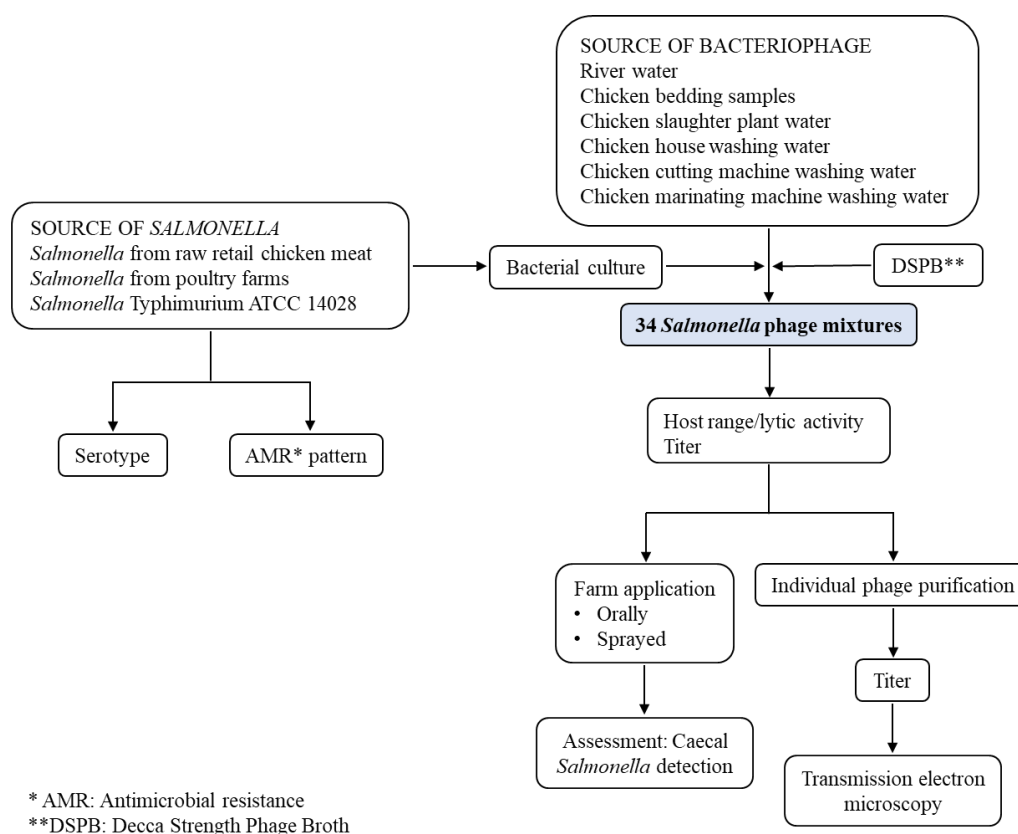 SOURCE OF BACTERIOPHAGE
River water
Chicken bedding samples
Chicken slaughter plant water
Chicken house washing water
Chicken cutting machine washing water
Chicken marinating machine washing water
SOURCE OF SALMONELLA
Salmonella from raw retail chicken meat
Salmonella from poultry farms
Salmonella Typhimurium ATCC 14028
Bacterial culture
DSPB**
34 Salmonella phage mixtures
Serotype
AMR* pattern
Host range/lytic activity
Titer
Farm application
• Orally
• Sprayed
Individual phage purification
Titer
Assessment: Caecal
Salmonella detection
Transmission electron
microscopy
* AMR: Antimicrobial resistance
**DSPB: Decca Strength Phage Broth